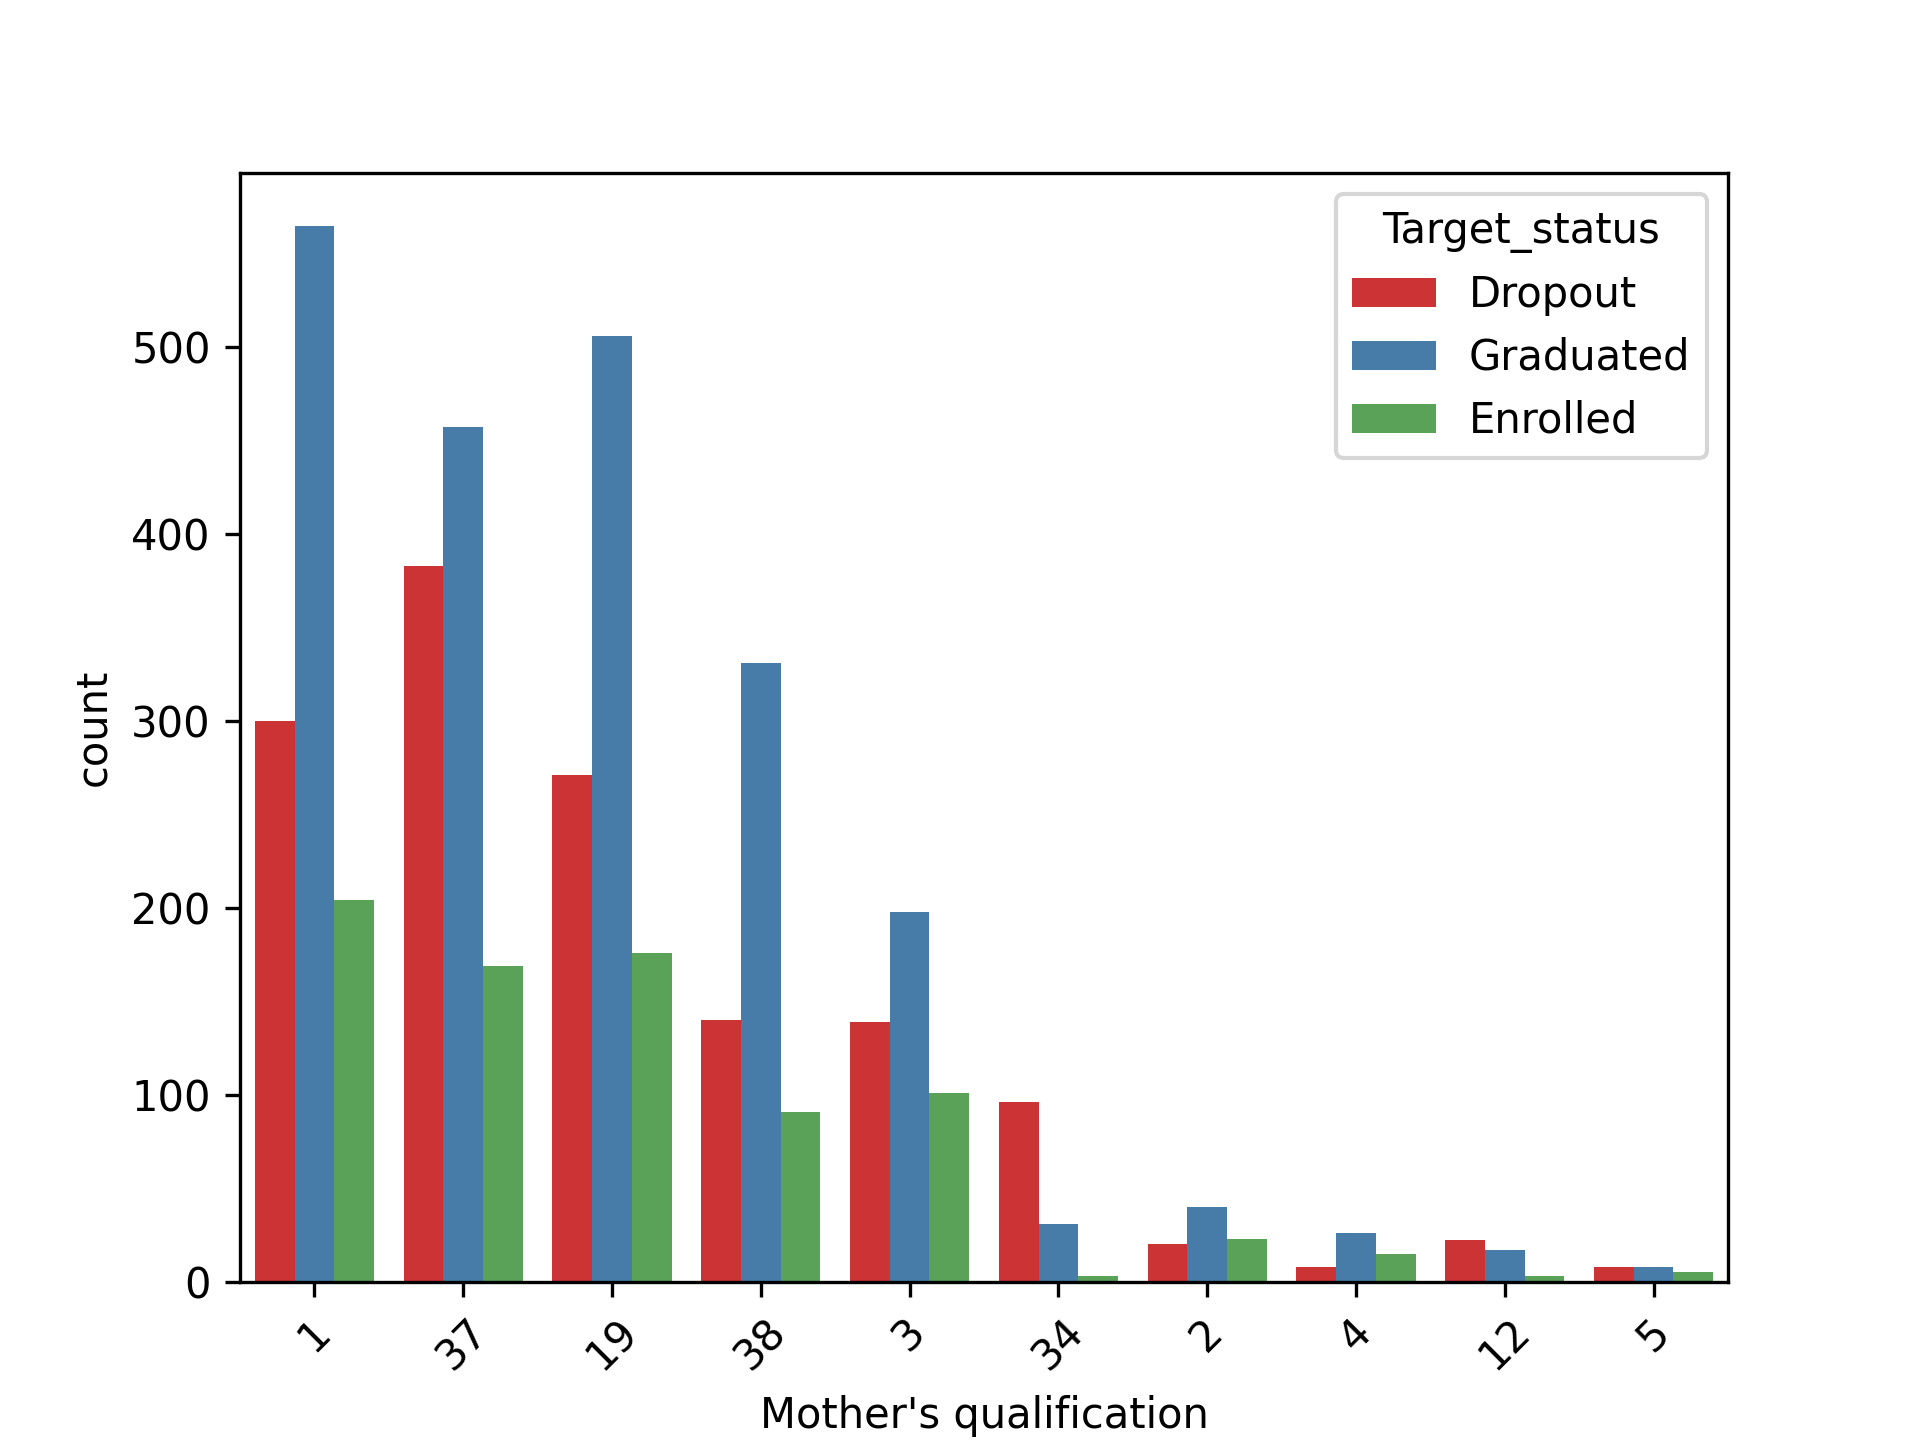 Target_status
Dropout
Graduated
Enrolled
count
500
400
300
200
100
0
1 37 19 38 3 34 2 4 12 5
Mother's qualification